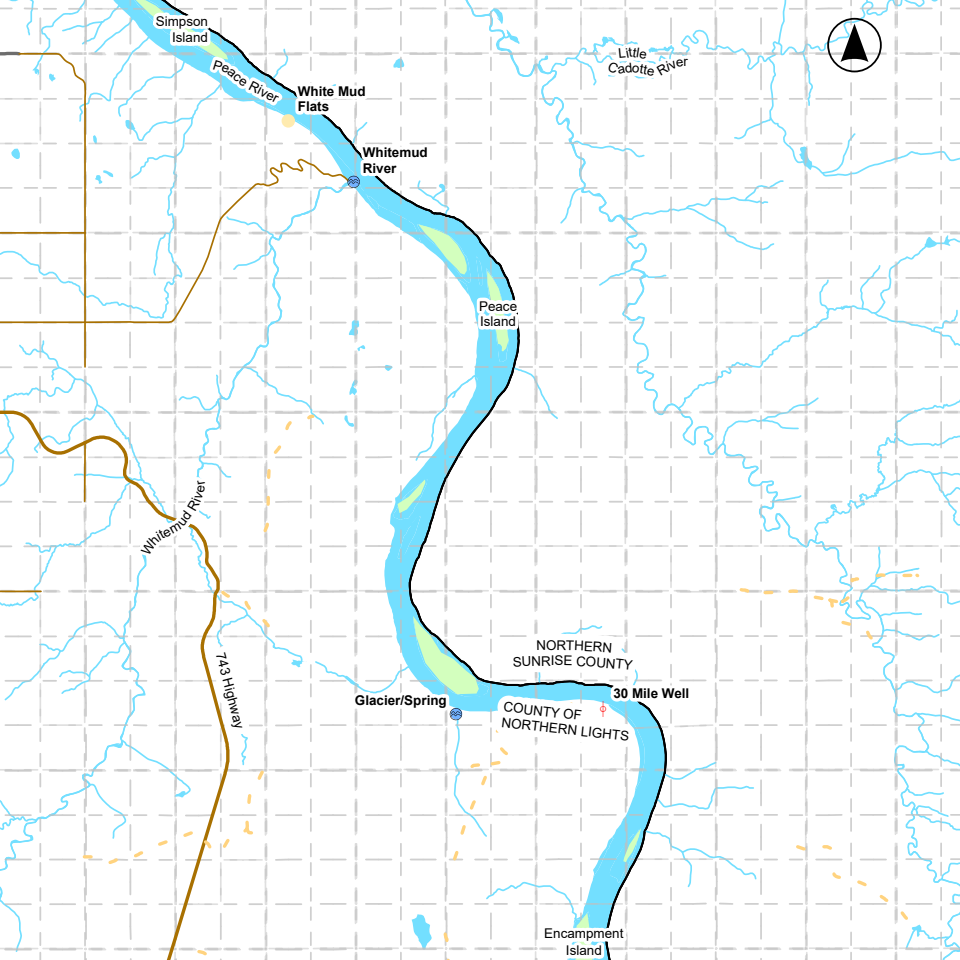 Simpson
Island
Peace River
White Mud
Flats
Little
Cadotte River
Whitemud
River
Peace
Island
Whitemud River
743 Highway
NORTHERN
SUNRISE COUNTY
Glacier/Spring
30 Mile Well
COUNTY OF
NORTHERN LIGHTS
Encampment
Island